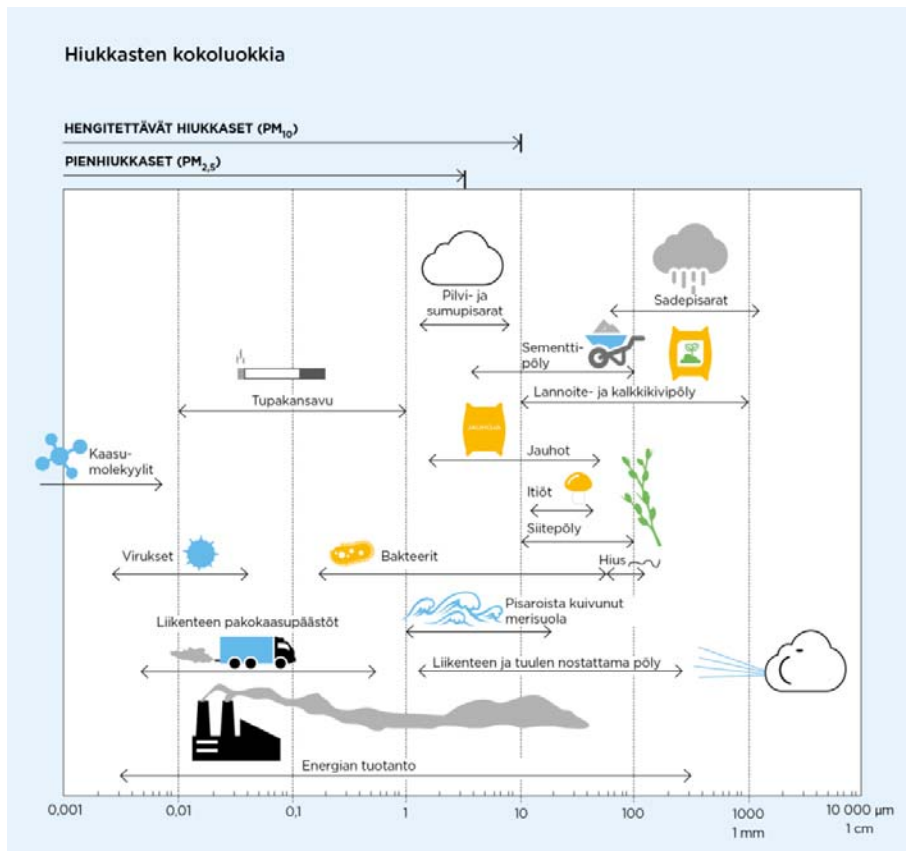 Hiukkasten kokoluokkia
HENGITETTÄVÄT HIUKKASET (PM10)
PIENHIUKKASET (PM2,5)
Pilvi- ja
sumupisarat
Sadepisarat
Sementti-
pöly
Lannoite- ja kalkkikivipöly
Tupakansavu
JAUHOJA
Jauhot
Kaasu-
molekyylit
Itiöt
Siitepöly
Virukset
Bakteerit
Hius
Pisaroista kuivunut
merisuola
Liikenteen pakokaasupäästöt
Liikenteen ja tuulen nostattama pöly
Energian tuotanto
0,001 0,01 0,1 1 10 100 1000 10 000 µm
1 mm 1 cm